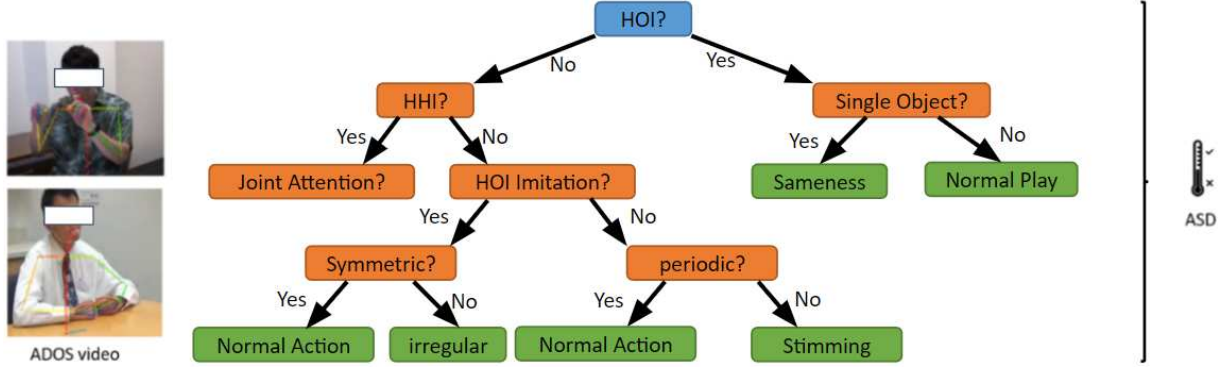 HOI?
No
Yes
HHI?
Single Object?
Yes
No
Yes
No
Joint Attention?
HOI Imitation?
Sameness
Normal Play
ASD
Yes
No
Symmetric?
periodic?
Yes
No
Yes
No
Normal Action
irregular
Normal Action
Stimming
ADOS video